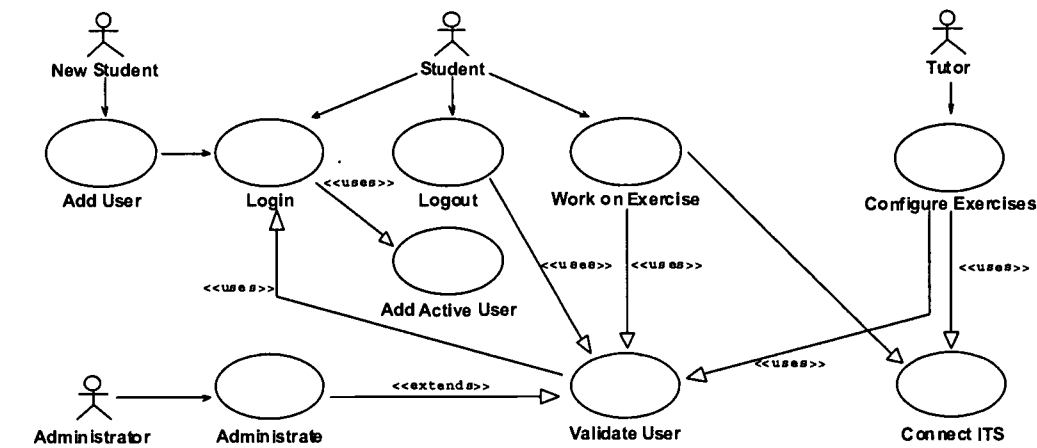 New Student
Student
Tutor
Add User
Login
<<uses>>
Logout
Work on Exercise
Configure Exercises
<<uses>>
<<uses>>
<<uses>>
<<uses>>
Add Active User
<<uses>>
<<extends>>
Administrator
Administrate
Validate User
Connect ITS